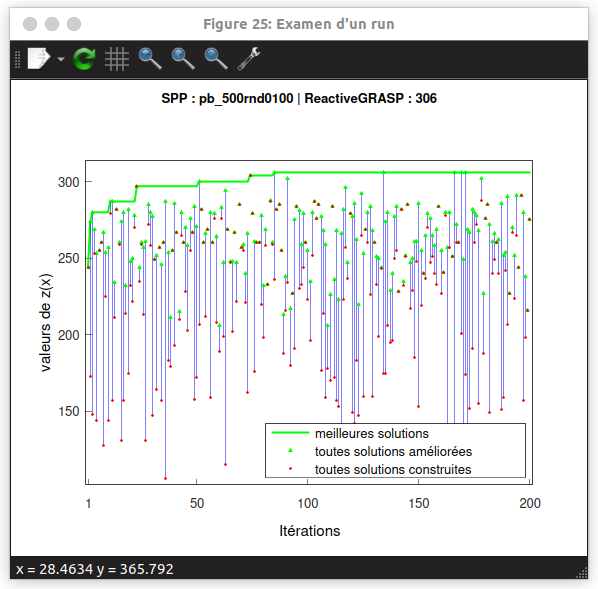 Figure 25: Examen d'un run
SPP : pb_500rnd0100 | ReactiveGRASP : 306
300
250
200
150
valeurs de z(x)
meilleures solutions
toutes solutions améliorées
toutes solutions construites
1 50 100 150 200
Itérations
x = 28.4634 y = 365.792